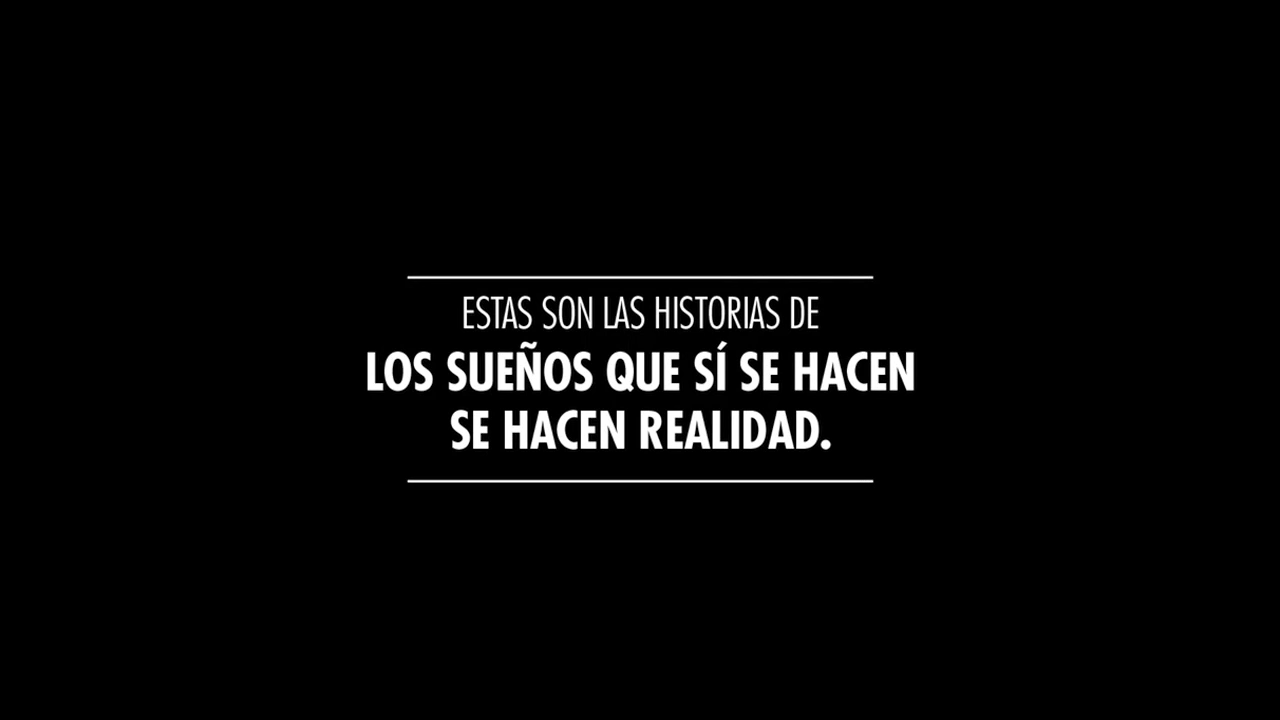 ESTAS SON LAS HISTORIAS DE
LOS SUEÑOS QUE SÍ SE HACEN
SE HACEN REALIDAD.